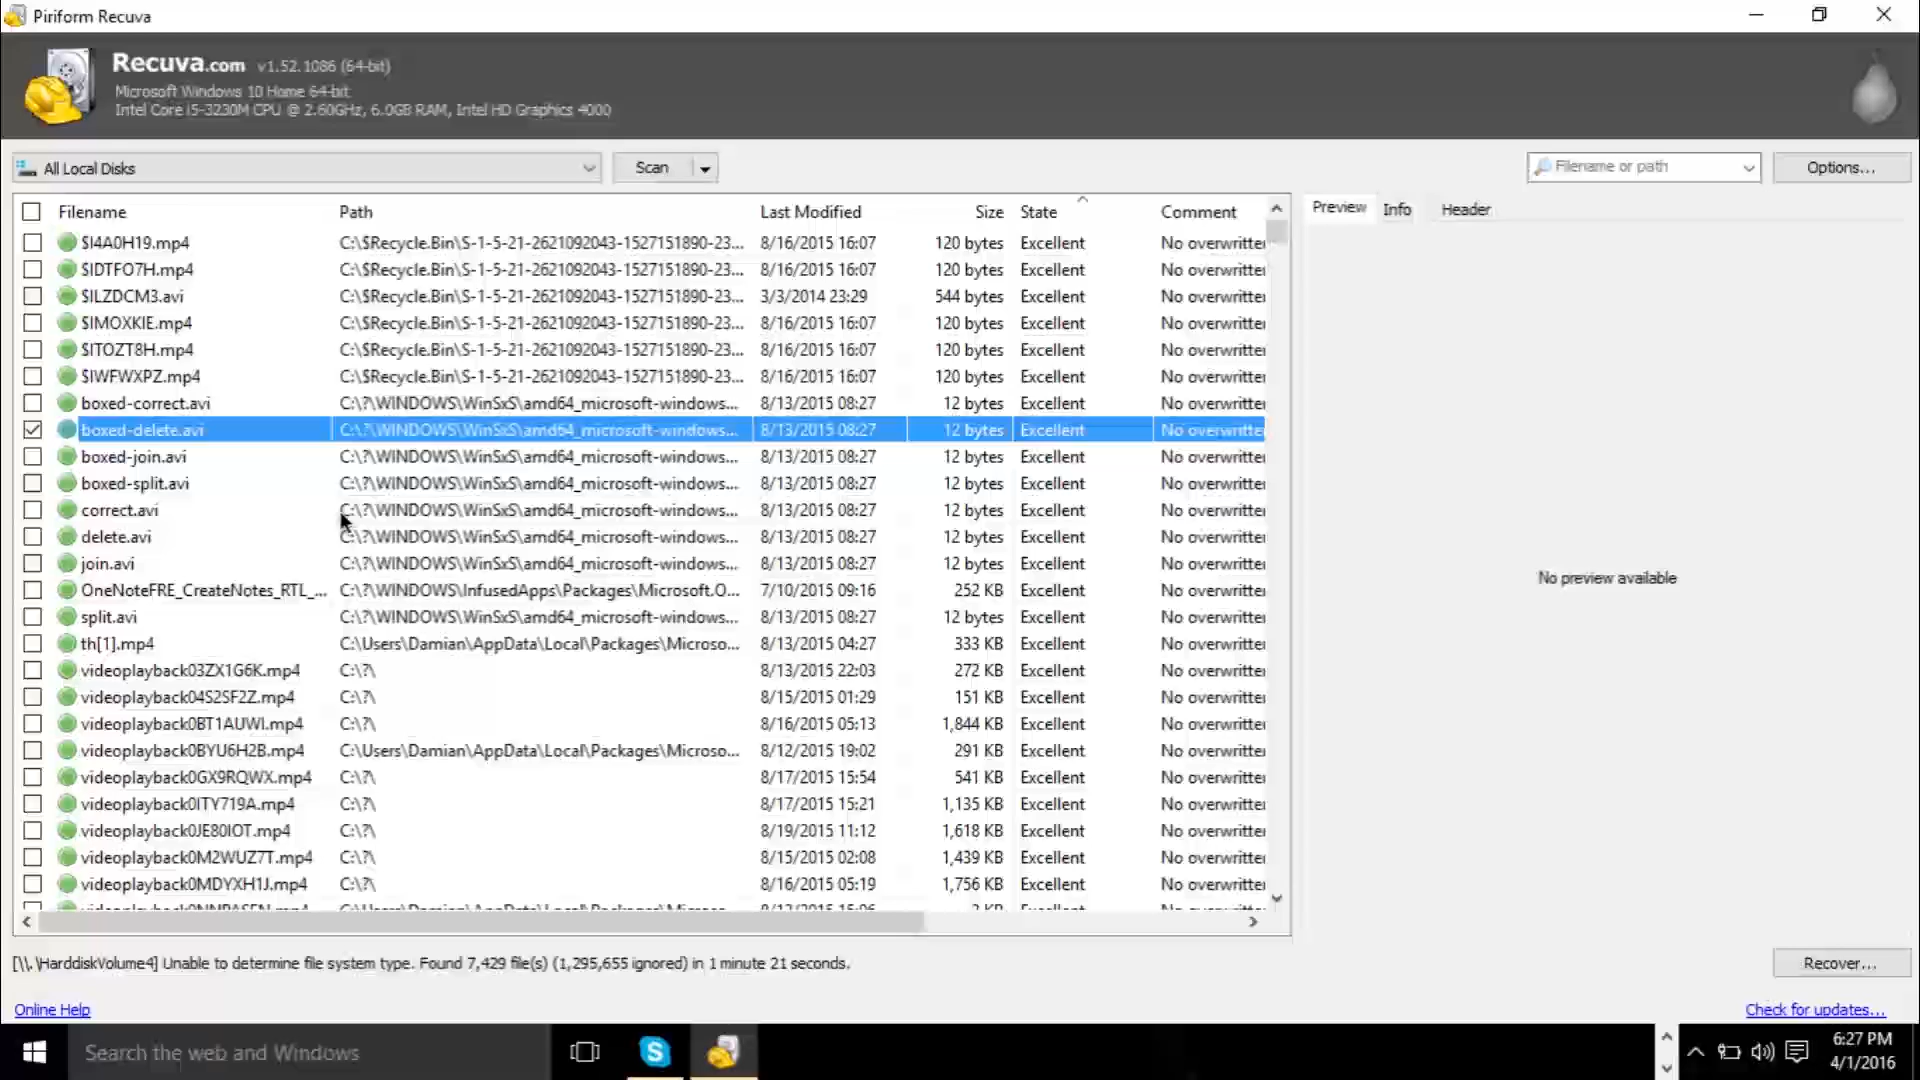 Piriform Recuva
Recuva.com v1.52.1086 (64-bit)
Microsoft Windows 10 Home 64-bit
Intel Core i5-3230M CPU @ 2.60GHz, 6.0GB RAM, Intel HD Graphics 4000
All Local Disks Scan Filename or path Options...
Filename Path Last Modified Size State Comment Preview Info Header
$I4A0H19.mp4 C:\$Recycle.Bin\S-1-5-21-2621092043-1527151890-23... 8/16/2015 16:07 120 bytes Excellent No overwritte
$IDTFO7H.mp4 C:\$Recycle.Bin\S-1-5-21-2621092043-1527151890-23... 8/16/2015 16:07 120 bytes Excellent No overwritte
$ILZDCM3.avi C:\$Recycle.Bin\S-1-5-21-2621092043-1527151890-23... 3/3/2014 23:29 544 bytes Excellent No overwritte
$IMOXKIE.mp4 C:\$Recycle.Bin\S-1-5-21-2621092043-1527151890-23... 8/16/2015 16:07 120 bytes Excellent No overwritte
$ITOZT8H.mp4 C:\$Recycle.Bin\S-1-5-21-2621092043-1527151890-23... 8/16/2015 16:07 120 bytes Excellent No overwritte
$IWFWXPZ.mp4 C:\$Recycle.Bin\S-1-5-21-2621092043-1527151890-23... 8/16/2015 16:07 120 bytes Excellent No overwritte
boxed-correct.avi C:\?\WINDOWS\WinSxS\amd64_microsoft-windows... 8/13/2015 08:27 12 bytes Excellent No overwritte
boxed-delete.avi C:\?\WINDOWS\WinSxS\amd64_microsoft-windows... 8/13/2015 08:27 12 bytes Excellent No overwritte
boxed-join.avi C:\?\WINDOWS\WinSxS\amd64_microsoft-windows... 8/13/2015 08:27 12 bytes Excellent No overwritte
boxed-split.avi C:\?\WINDOWS\WinSxS\amd64_microsoft-windows... 8/13/2015 08:27 12 bytes Excellent No overwritte
correct.avi C:\?\WINDOWS\WinSxS\amd64_microsoft-windows... 8/13/2015 08:27 12 bytes Excellent No overwritte
delete.avi C:\?\WINDOWS\WinSxS\amd64_microsoft-windows... 8/13/2015 08:27 12 bytes Excellent No overwritte
join.avi C:\?\WINDOWS\WinSxS\amd64_microsoft-windows... 8/13/2015 08:27 12 bytes Excellent No overwritte
OneNoteFRE_CreateNotes_RTL_... C:\?\WINDOWS\InfusedApps\Packages\Microsoft.O... 7/10/2015 09:16 252 KB Excellent No overwritte
split.avi C:\?\WINDOWS\WinSxS\amd64_microsoft-windows... 8/13/2015 08:27 12 bytes Excellent No overwritte
th[1].mp4 C:\Users\Damian\AppData\Local\Packages\Microso... 8/13/2015 04:27 333 KB Excellent No overwritte
videoplayback03ZX1G6K.mp4 C:\?\ 8/13/2015 22:03 272 KB Excellent No overwritte
videoplayback04S2SF2Z.mp4 C:\?\ 8/15/2015 01:29 151 KB Excellent No overwritte
videoplayback0BT1AUWI.mp4 C:\?\ 8/16/2015 05:13 1,844 KB Excellent No overwritte
videoplayback0BYU6H2B.mp4 C:\Users\Damian\AppData\Local\Packages\Microso... 8/12/2015 19:02 291 KB Excellent No overwritte
videoplayback0GX9RQWX.mp4 C:\?\ 8/17/2015 15:54 541 KB Excellent No overwritte
videoplayback0ITY719A.mp4 C:\?\ 8/17/2015 15:21 1,135 KB Excellent No overwritte
videoplayback0JE80IOT.mp4 C:\?\ 8/19/2015 11:12 1,618 KB Excellent No overwritte
videoplayback0M2WUZ7T.mp4 C:\?\ 8/15/2015 02:08 1,439 KB Excellent No overwritte
videoplayback0MDYXH1J.mp4 C:\?\ 8/16/2015 05:19 1,756 KB Excellent No overwritte
No preview available
[\\.\HarddiskVolume4] Unable to determine file system type. Found 7,429 file(s) (1,295,655 ignored) in 1 minute 21 seconds. Recover...
Online Help Check for updates...
Search the web and Windows
6:27 PM
4/1/2016